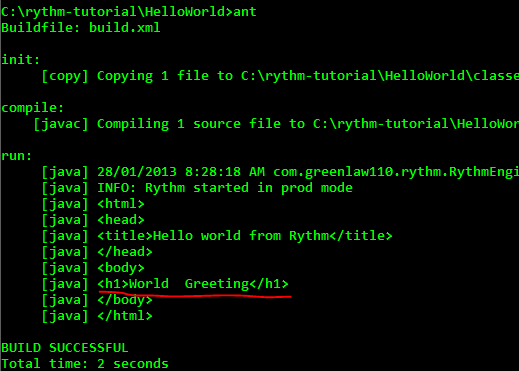 C:\rythm-tutorial\HelloWorld>ant
Buildfile: build.xml
init:
[copy] Copying 1 file to C:\rythm-tutorial\HelloWorld\classe
compile:
[javac] Compiling 1 source file to C:\rythm-tutorial\HelloWor
run:
[java] 28/01/2013 8:28:18 AM com.greenlaw110.rythm.RythmEngi
[java] INFO: Rythm started in prod mode
[java] <html>
[java] <head>
[java] <title>Hello world from Rythm</title>
[java] </head>
[java] <body>
[java] <h1>World  Greeting</h1>
[java] </body>
[java] </html>
BUILD SUCCESSFUL
Total time: 2 seconds